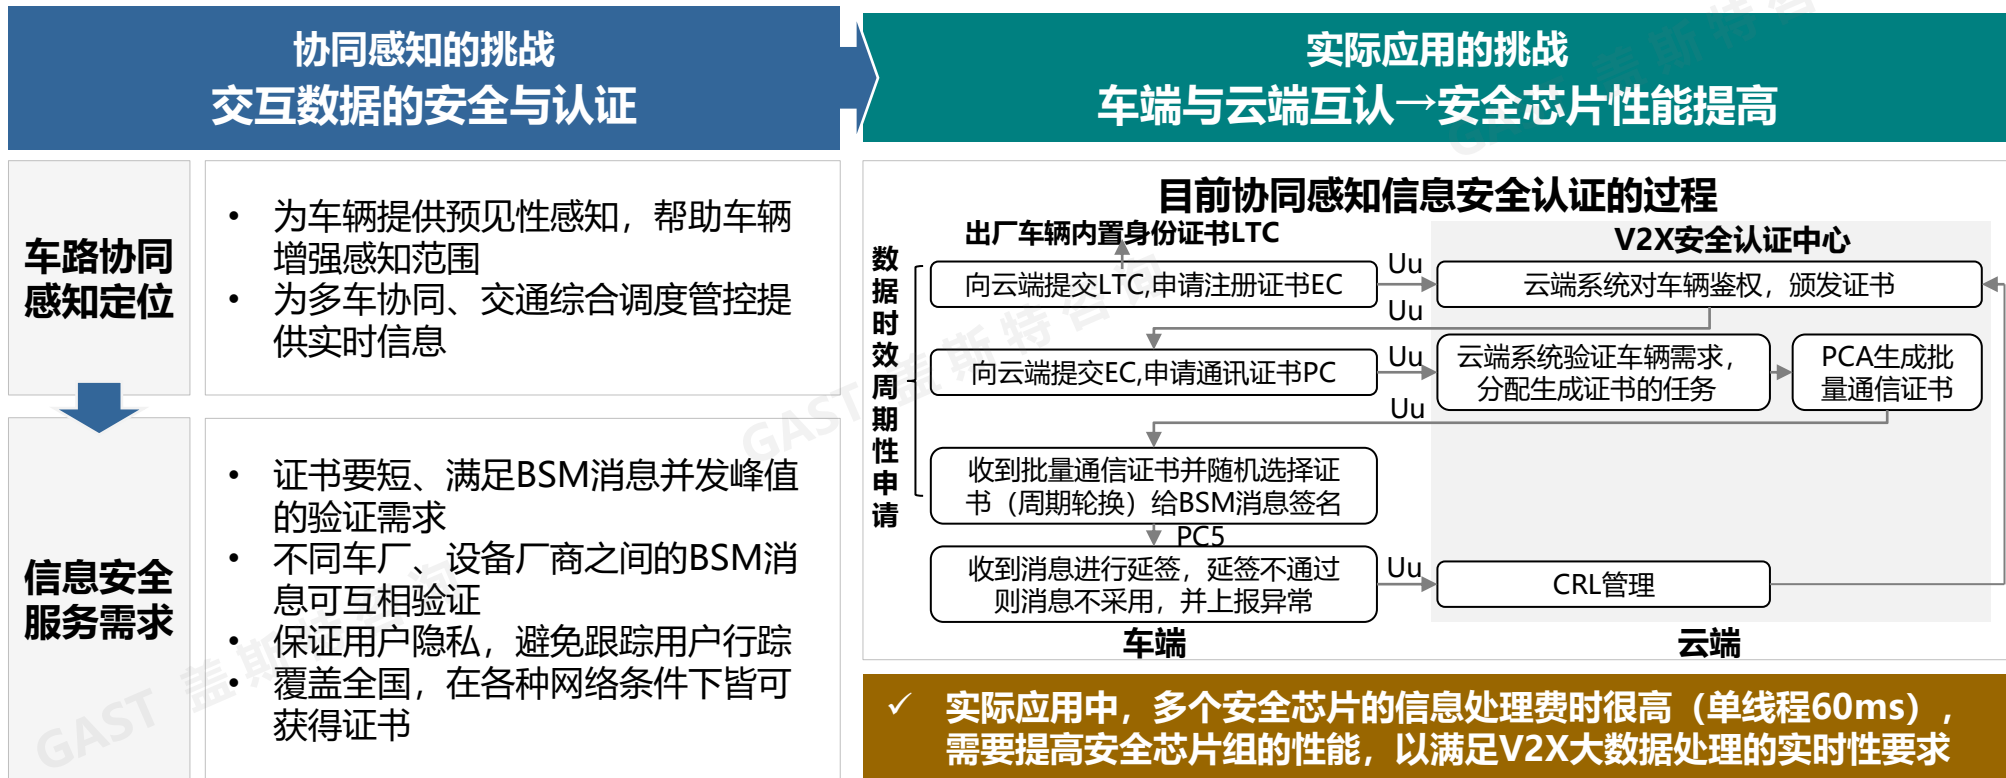 协同感知的挑战
交互数据的安全与认证
车路协同
感知定位
• 为车辆提供预见性感知，帮助车辆
增强感知范围
• 为多车协同、交通综合调度管控提
供实时信息
信息安全
服务需求
• 证书要短、满足BSM消息并发峰值
的验证需求
• 不同车厂、设备厂商之间的BSM消
息可互相验证
• 保证用户隐私，避免跟踪用户行踪
• 覆盖全国，在各种网络条件下皆可
获得证书
实际应用的挑战
车端与云端互认→安全芯片性能提高
目前协同感知信息安全认证的过程
出厂车辆内置身份证书LTC
V2X安全认证中心
数据时效周期性申请
向云端提交LTC,申请注册证书EC
Uu
云端系统对车辆鉴权，颁发证书
Uu
向云端提交EC,申请通讯证书PC
Uu
云端系统验证车辆需求，
分配生成证书的任务
PCA生成批
量通信证书
Uu
收到批量通信证书并随机选择证
书（周期轮换）给BSM消息签名
PC5
收到消息进行延签，延签不通过
则消息不采用，并上报异常
Uu
CRL管理
车端
云端
✓ 实际应用中，多个安全芯片的信息处理费时很高（单线程60ms），
需要提高安全芯片组的性能，以满足V2X大数据处理的实时性要求
GAST 盖斯特咨询
GAST 盖斯特咨询
GAST 盖斯特咨询